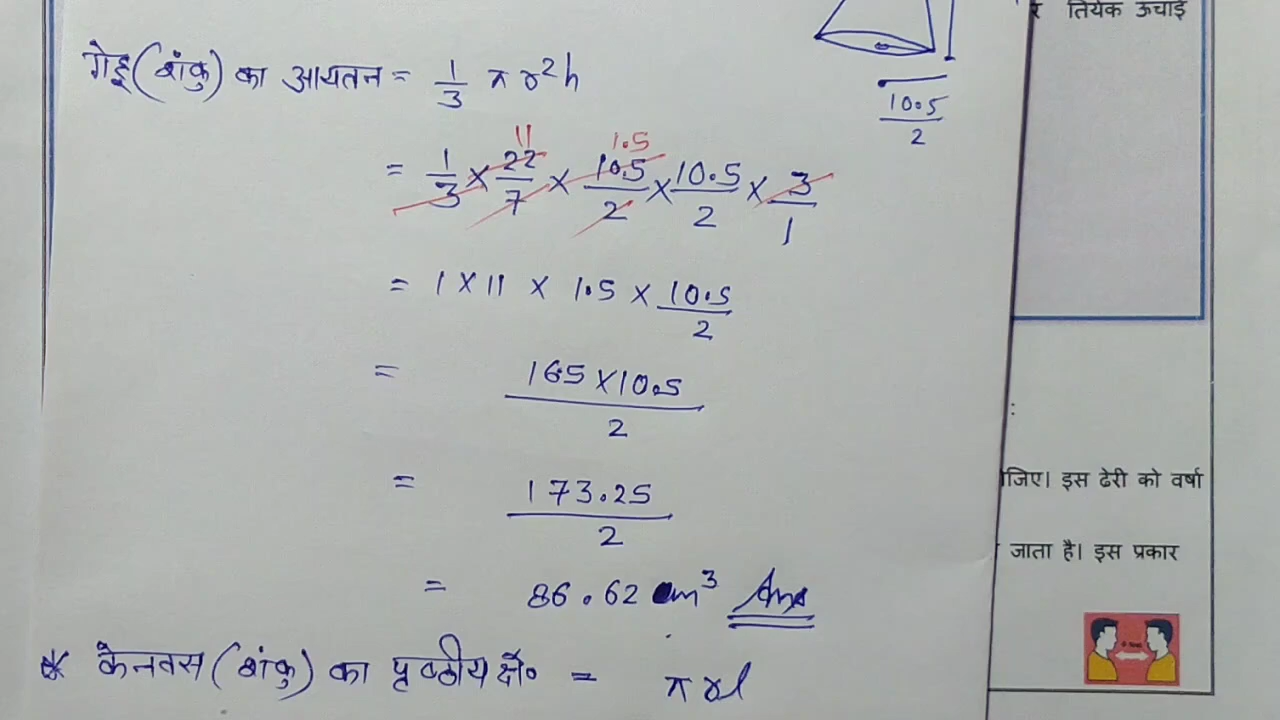 र तिर्यक ऊंचाई
गेहू (शंकु) का आयतन = 1/3 π r²h
10.5/2
= 1/3 × 22/7 × 10.5/2 × 10.5/2 × 3/1
11 1.5
= 1 × 11 × 1.5 × 10.5/2
= 165 × 10.5/2
= 173.25/2
= 86.62 m³ Ans
केनवस (शंकु) का पृष्ठीय क्षे० = π r l
:
जिए। इस ढेरी को वर्षा
जाता है। इस प्रकार